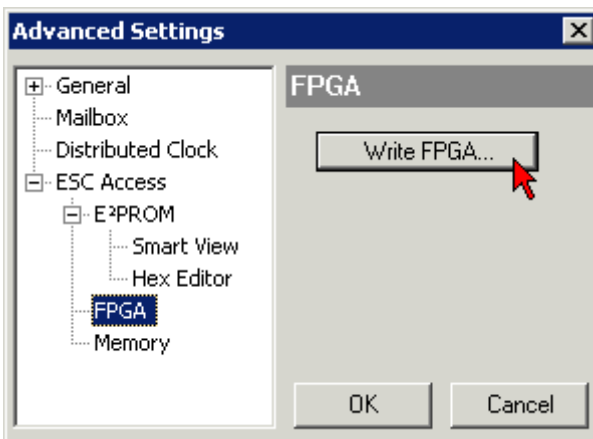 Advanced Settings
General
Mailbox
Distributed Clock
ESC Access
E²PROM
Smart View
Hex Editor
FPGA
Memory
FPGA
Write FPGA...
OK
Cancel